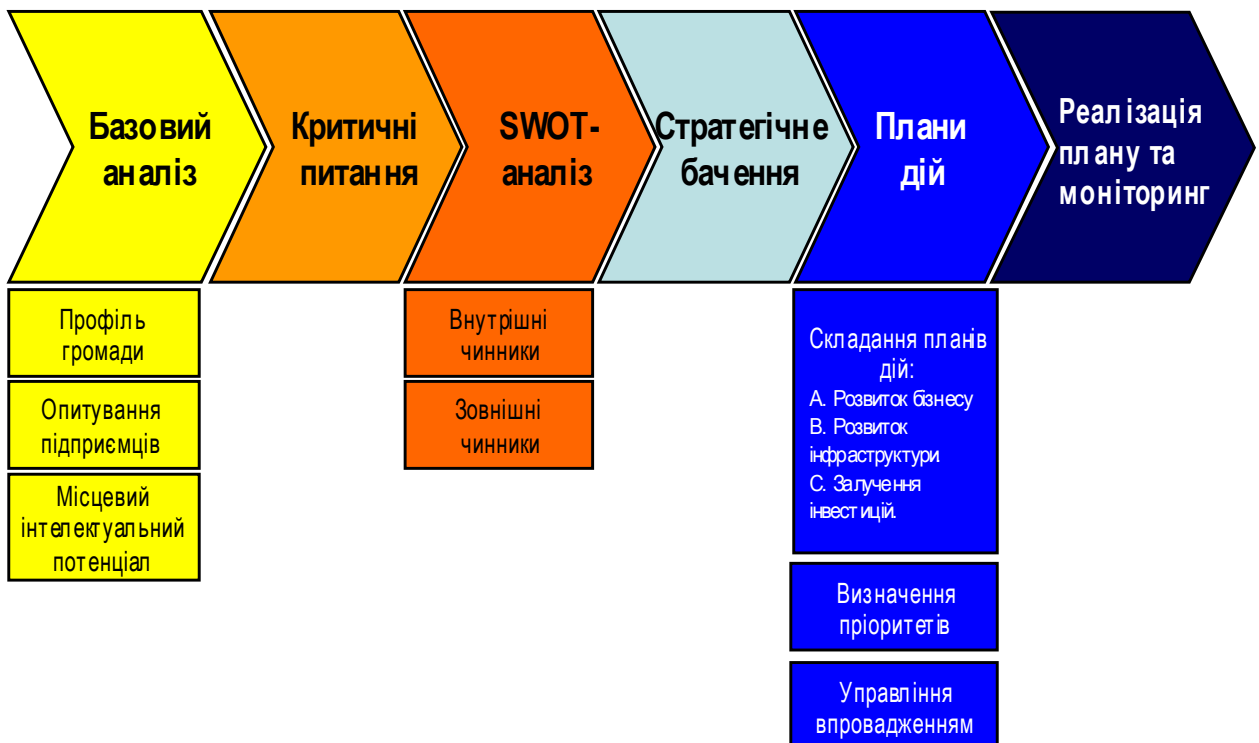 Базовий
аналіз
Критичні
питання
SWOT-
аналіз
Стратегічне
бачення
Плани
дій
Реалізація
плану та
моніторинг
Профіль
громади
Опитування
підприємців
Місцевий
інтелектуальний
потенціал
Внутрішні
чинники
Зовнішні
чинники
Складання планів
дій:
А. Розвиток бізнесу
В. Розвиток
інфраструктури
С. Залучення
інвестицій.
Визначення
пріоритетів
Управління
впровадженням